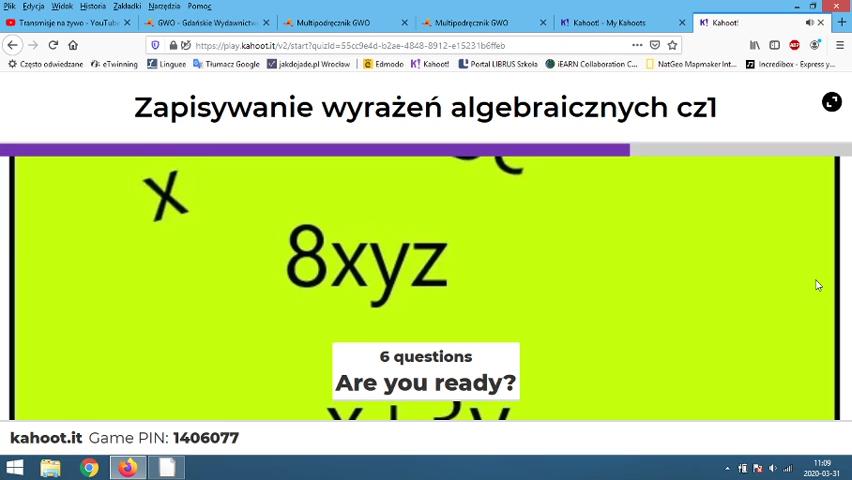 Plik Edycja Widok Historia Zakładki Narzędzia Pomoc
Transmisje na żywo - YouTube GWO - Gdańskie Wydawnictwo Multipodręcznik GWO Multipodręcznik GWO Kahoot! - My Kahoots Kahoot!
https://play.kahoot.it/v2/start?quizId=55cc9e4d-b2ae-4848-8912-e15231b6ffeb
Często odwiedzane eTwinning Linguee Tłumacz Google jakdojade.pl Wrocław Edmodo Kahoot! Portal LIBRUS Szkoła iEARN Collaboration C... NatGeo Mapmaker Int... Incredibox - Express y...
Zapisywanie wyrażeń algebraicznych cz1
x
8xyz
6 questions
Are you ready?
x + 3y
kahoot.it Game PIN: 1406077
11:09
2020-03-31